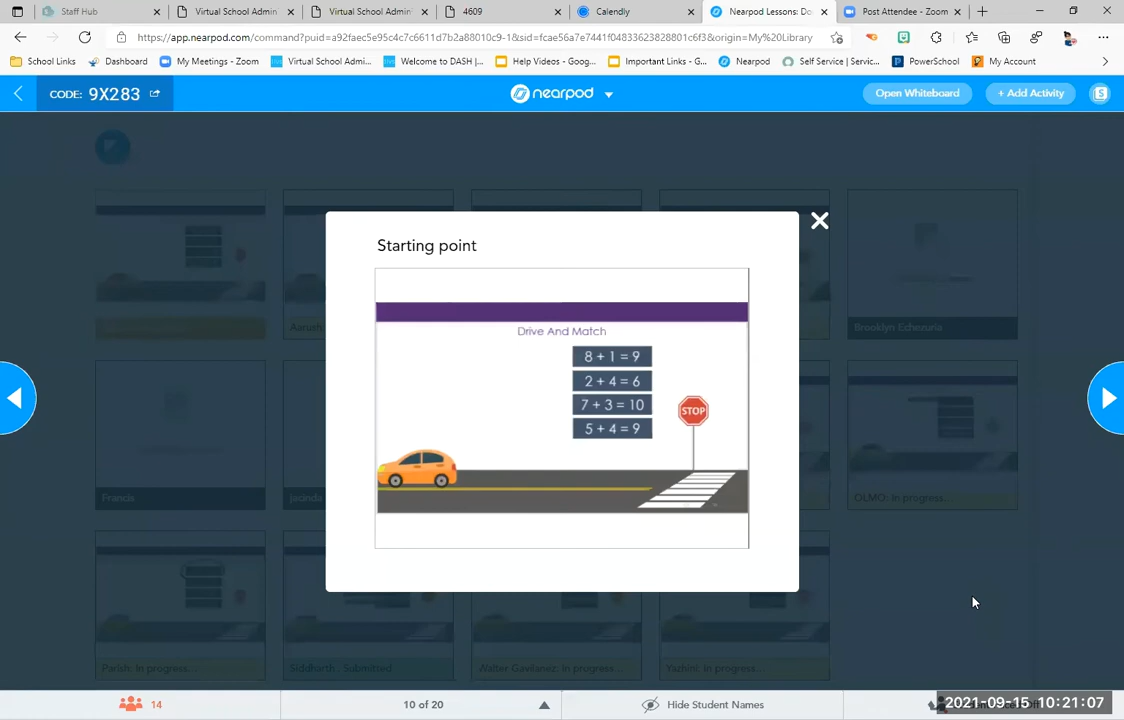 Staff Hub
Virtual School Admin
Virtual School Admin
4609
Calendly
Nearpod Lessons: Do
Post Attendee - Zoom
https://app.nearpod.com/command?puid=a92faec5e95c4c7c6611d7b2a88010c9-1&sid=fcae56a7e7441f04833623828801c6f3&origin=My%20Library
School Links
Dashboard
My Meetings - Zoom
Virtual School Admi...
Welcome to DASH |...
Help Videos - Goog...
Important Links - G...
Nearpod
Self Service | Servic...
PowerSchool
My Account
CODE: 9X283
nearpod
Open Whiteboard
+ Add Activity
S
Starting point
Drive And Match
8 + 1 = 9
2 + 4 = 6
7 + 3 = 10
5 + 4 = 9
STOP
Brooklyn Echezuria
Francis
Jacinda
OLMO: In progress...
Parish: In progress...
Siddharth.: Submitted
Walter Gavilanez: In progress...
Yazhini: In progress...
14
10 of 20
Hide Student Names
2021-09-15 10:21:07